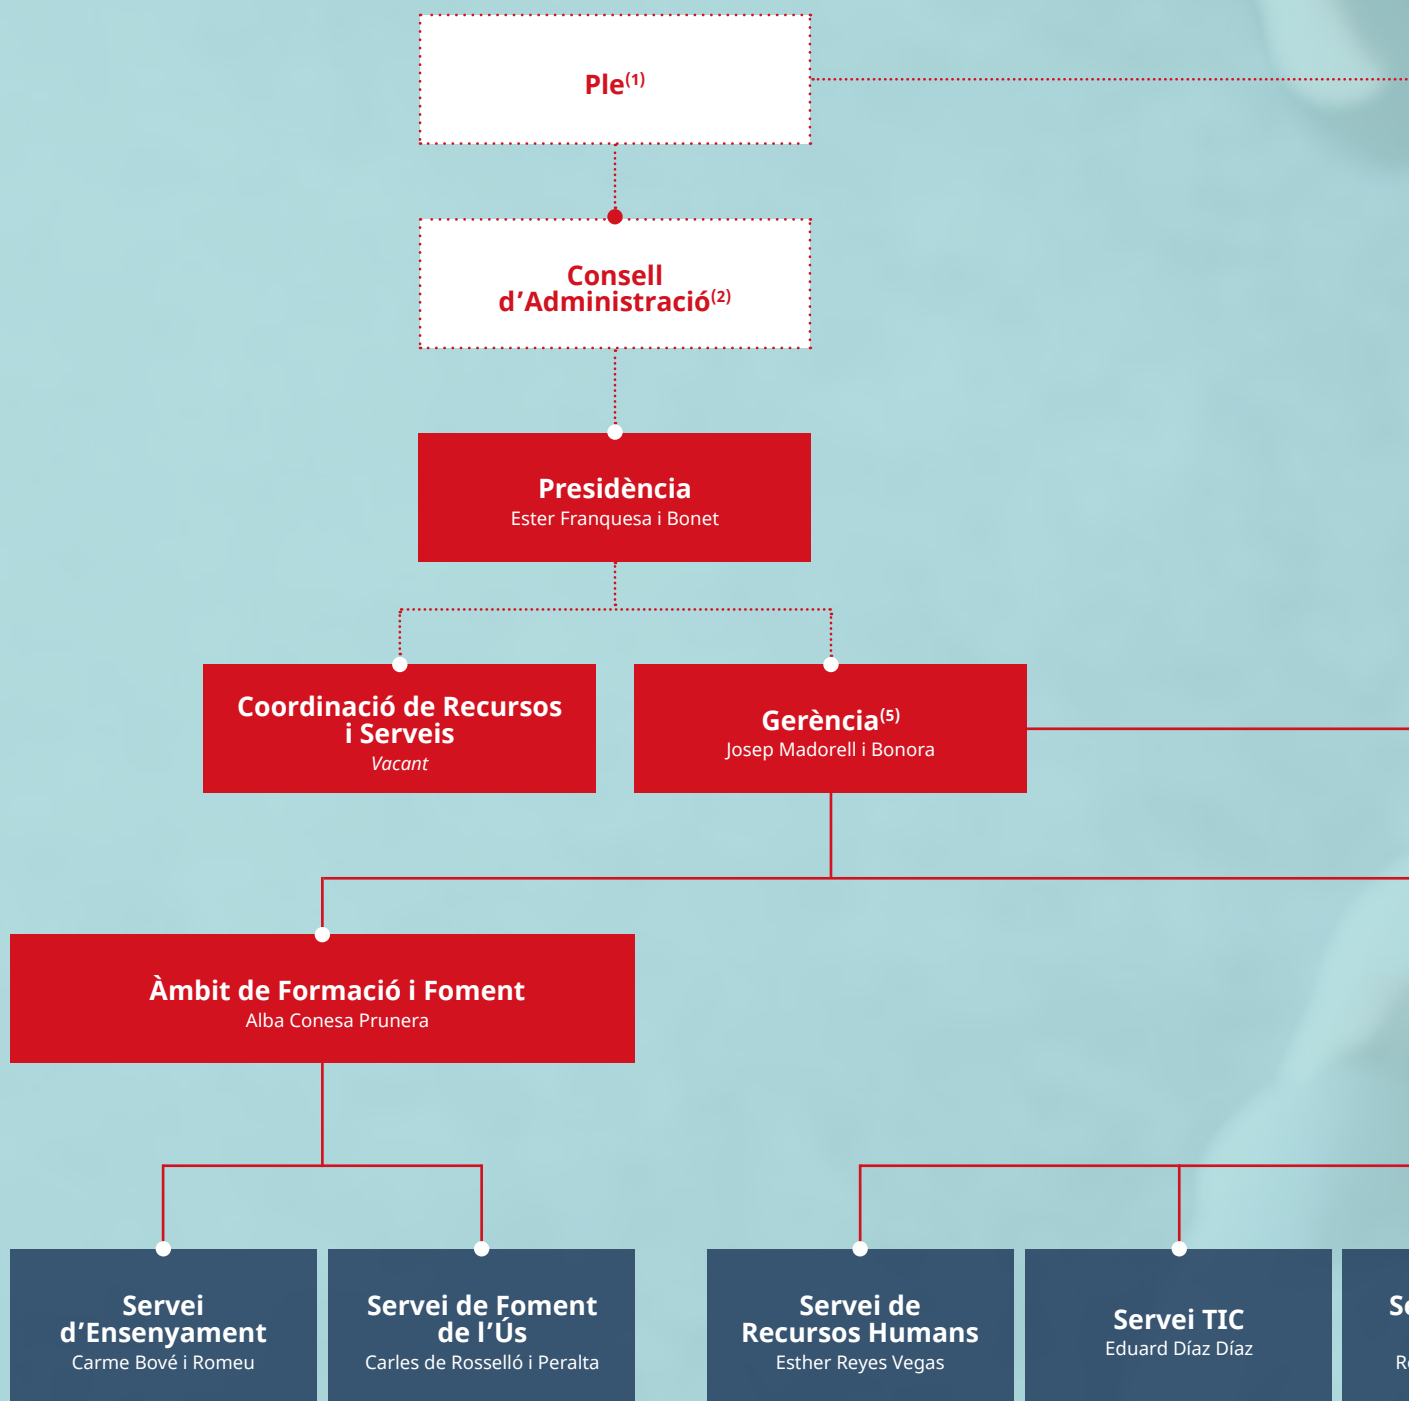 Ple(1)
Consell
d’Administració(2)
Presidència
Ester Franquesa i Bonet
Coordinació de Recursos
i Serveis
Vacant
Gerència(5)
Josep Madorell i Bonora
Àmbit de Formació i Foment
Alba Conesa Prunera
Servei
d’Ensenyament
Carme Bové i Romeu
Servei de Foment
de l’Ús
Carles de Rosselló i Peralta
Servei de
Recursos Humans
Esther Reyes Vegas
Servei TIC
Eduard Díaz Díaz